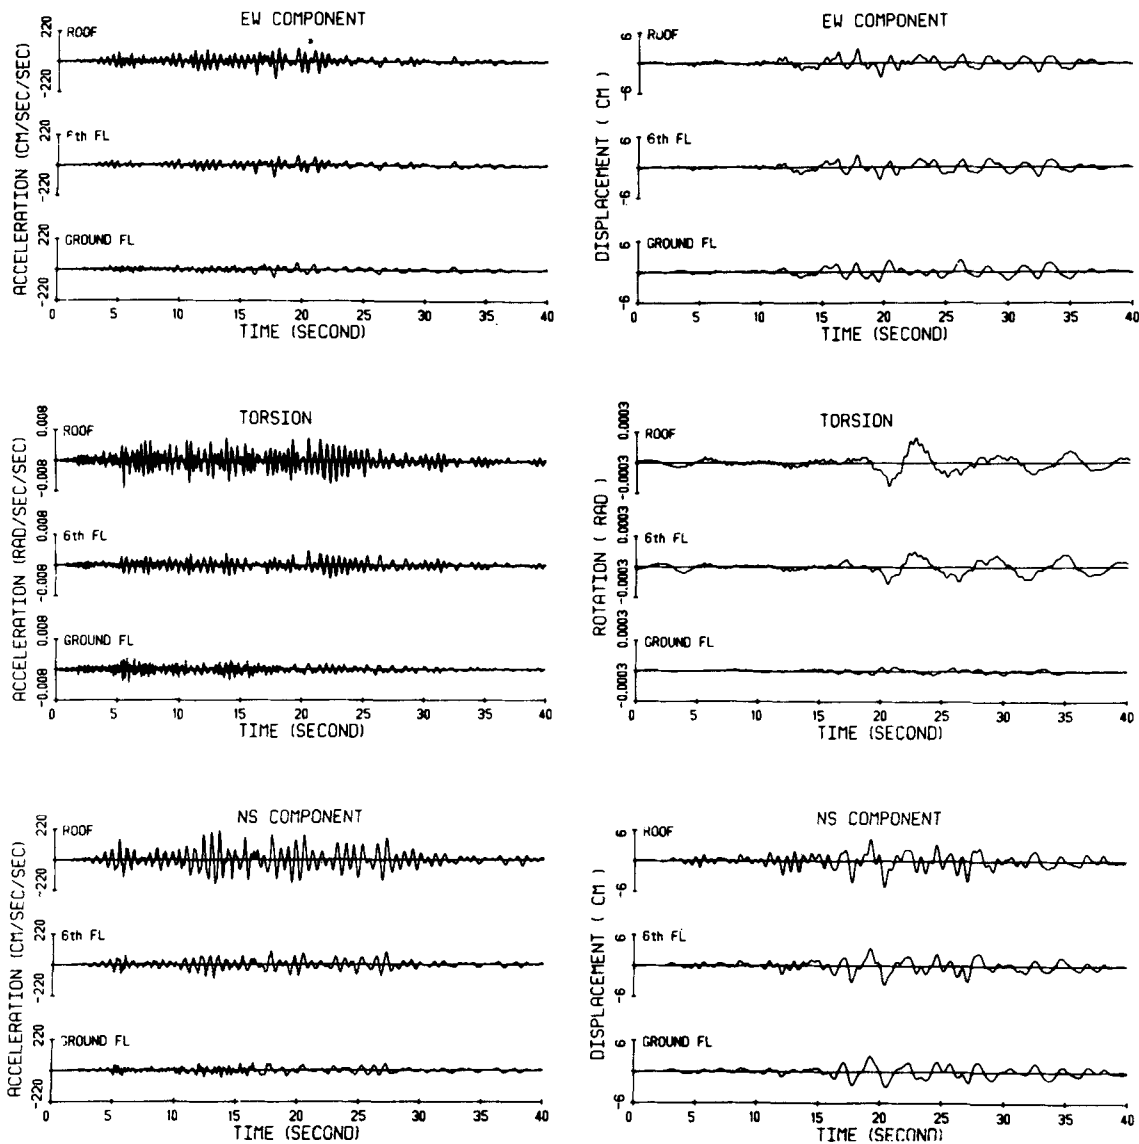 EW COMPONENT
ACCELERATION (CM/SEC/SEC)
220
-220
ROOF
220
-220
6th FL
220
-220
GROUND FL
0 5 10 15 20 25 30 35 40
TIME (SECOND)
EW COMPONENT
DISPLACEMENT ( CM )
6
-6
ROOF
6
-6
6th FL
6
-6
GROUND FL
0 5 10 15 20 25 30 35 40
TIME (SECOND)
TORSION
ACCELERATION (RAD/SEC/SEC)
0.008
-0.008
ROOF
0.008
-0.008
6th FL
0.008
-0.008
GROUND FL
0 5 10 15 20 25 30 35 40
TIME (SECOND)
TORSION
ROTATION ( RAD )
0.0003
-0.0003
ROOF
0.0003
-0.0003
6th FL
0.0003
-0.0003
GROUND FL
0 5 10 15 20 25 30 35 40
TIME (SECOND)
NS COMPONENT
ACCELERATION (CM/SEC/SEC)
220
-220
ROOF
220
-220
6th FL
220
-220
GROUND FL
0 5 10 15 20 25 30 35 40
TIME (SECOND)
NS COMPONENT
DISPLACEMENT ( CM )
6
-6
ROOF
6
-6
6th FL
6
-6
GROUND FL
0 5 10 15 20 25 30 35 40
TIME (SECOND)